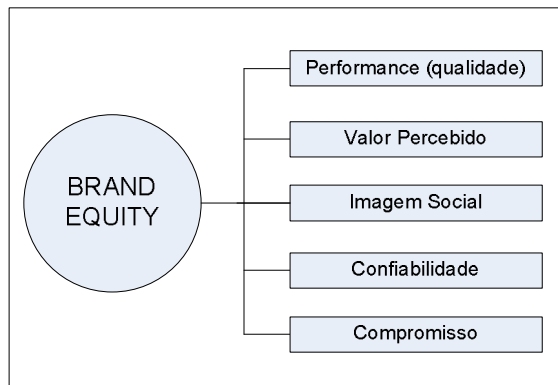 BRAND
EQUITY
Performance (qualidade)
Valor Percebido
Imagem Social
Confiabilidade
Compromisso